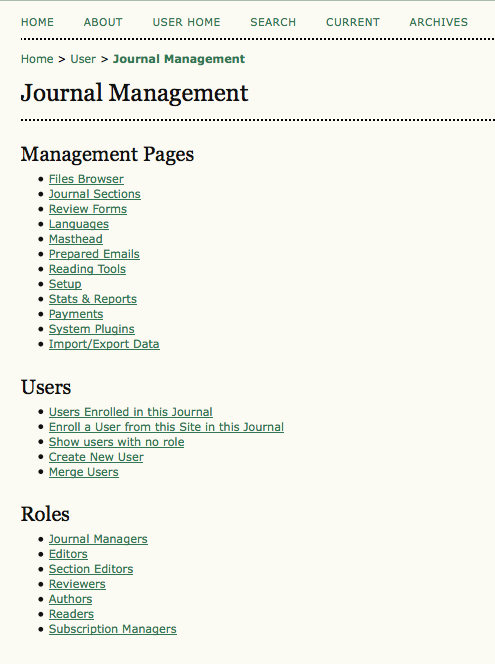 HOME ABOUT USER HOME SEARCH CURRENT ARCHIVES
Home > User > Journal Management
Journal Management
Management Pages
• Files Browser
• Journal Sections
• Review Forms
• Languages
• Masthead
• Prepared Emails
• Reading Tools
• Setup
• Stats & Reports
• Payments
• System Plugins
• Import/Export Data
Users
• Users Enrolled in this Journal
• Enroll a User from this Site in this Journal
• Show users with no role
• Create New User
• Merge Users
Roles
• Journal Managers
• Editors
• Section Editors
• Reviewers
• Authors
• Readers
• Subscription Managers